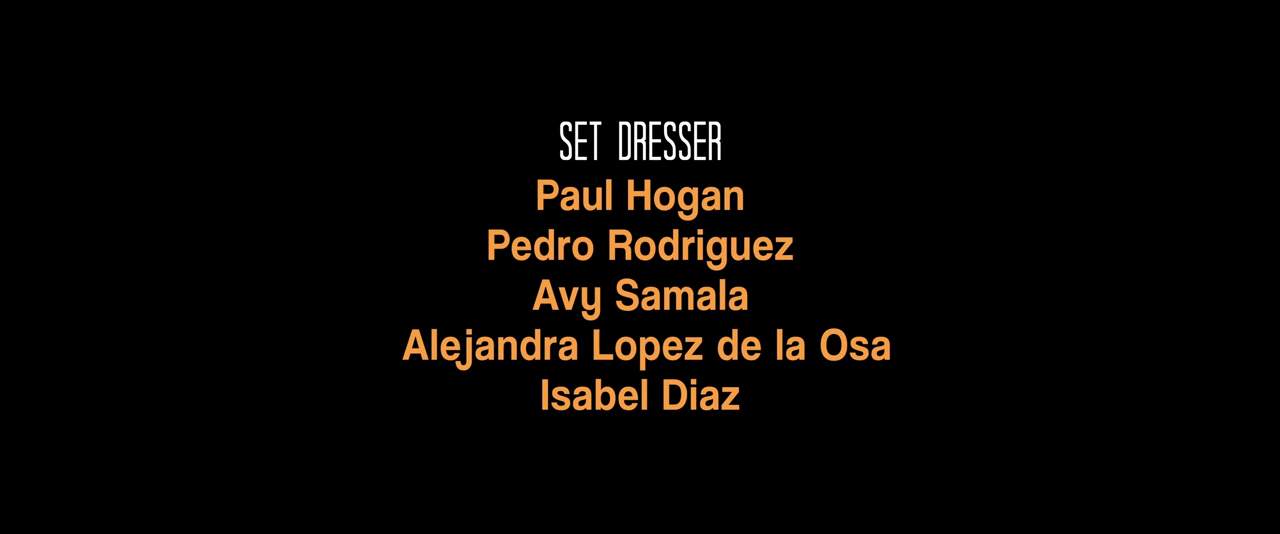 SET DRESSER
Paul Hogan
Pedro Rodriguez
Avy Samala
Alejandra Lopez de la Osa
Isabel Diaz